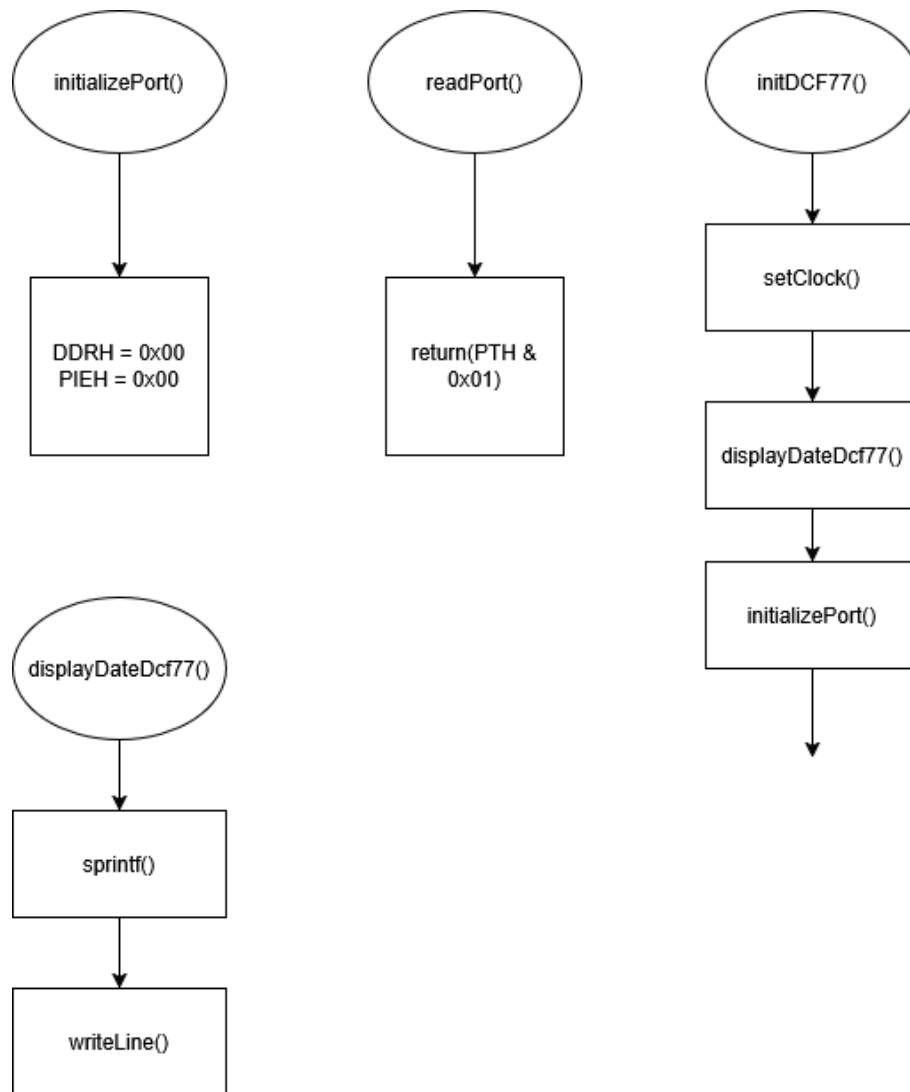 initializePort()
readPort()
initDCF77()
setClock()
DDRH = 0x00
PIEH = 0x00
return(PTH &
0x01)
displayDateDcf77()
initializePort()
displayDateDcf77()
sprintf()
writeLine()